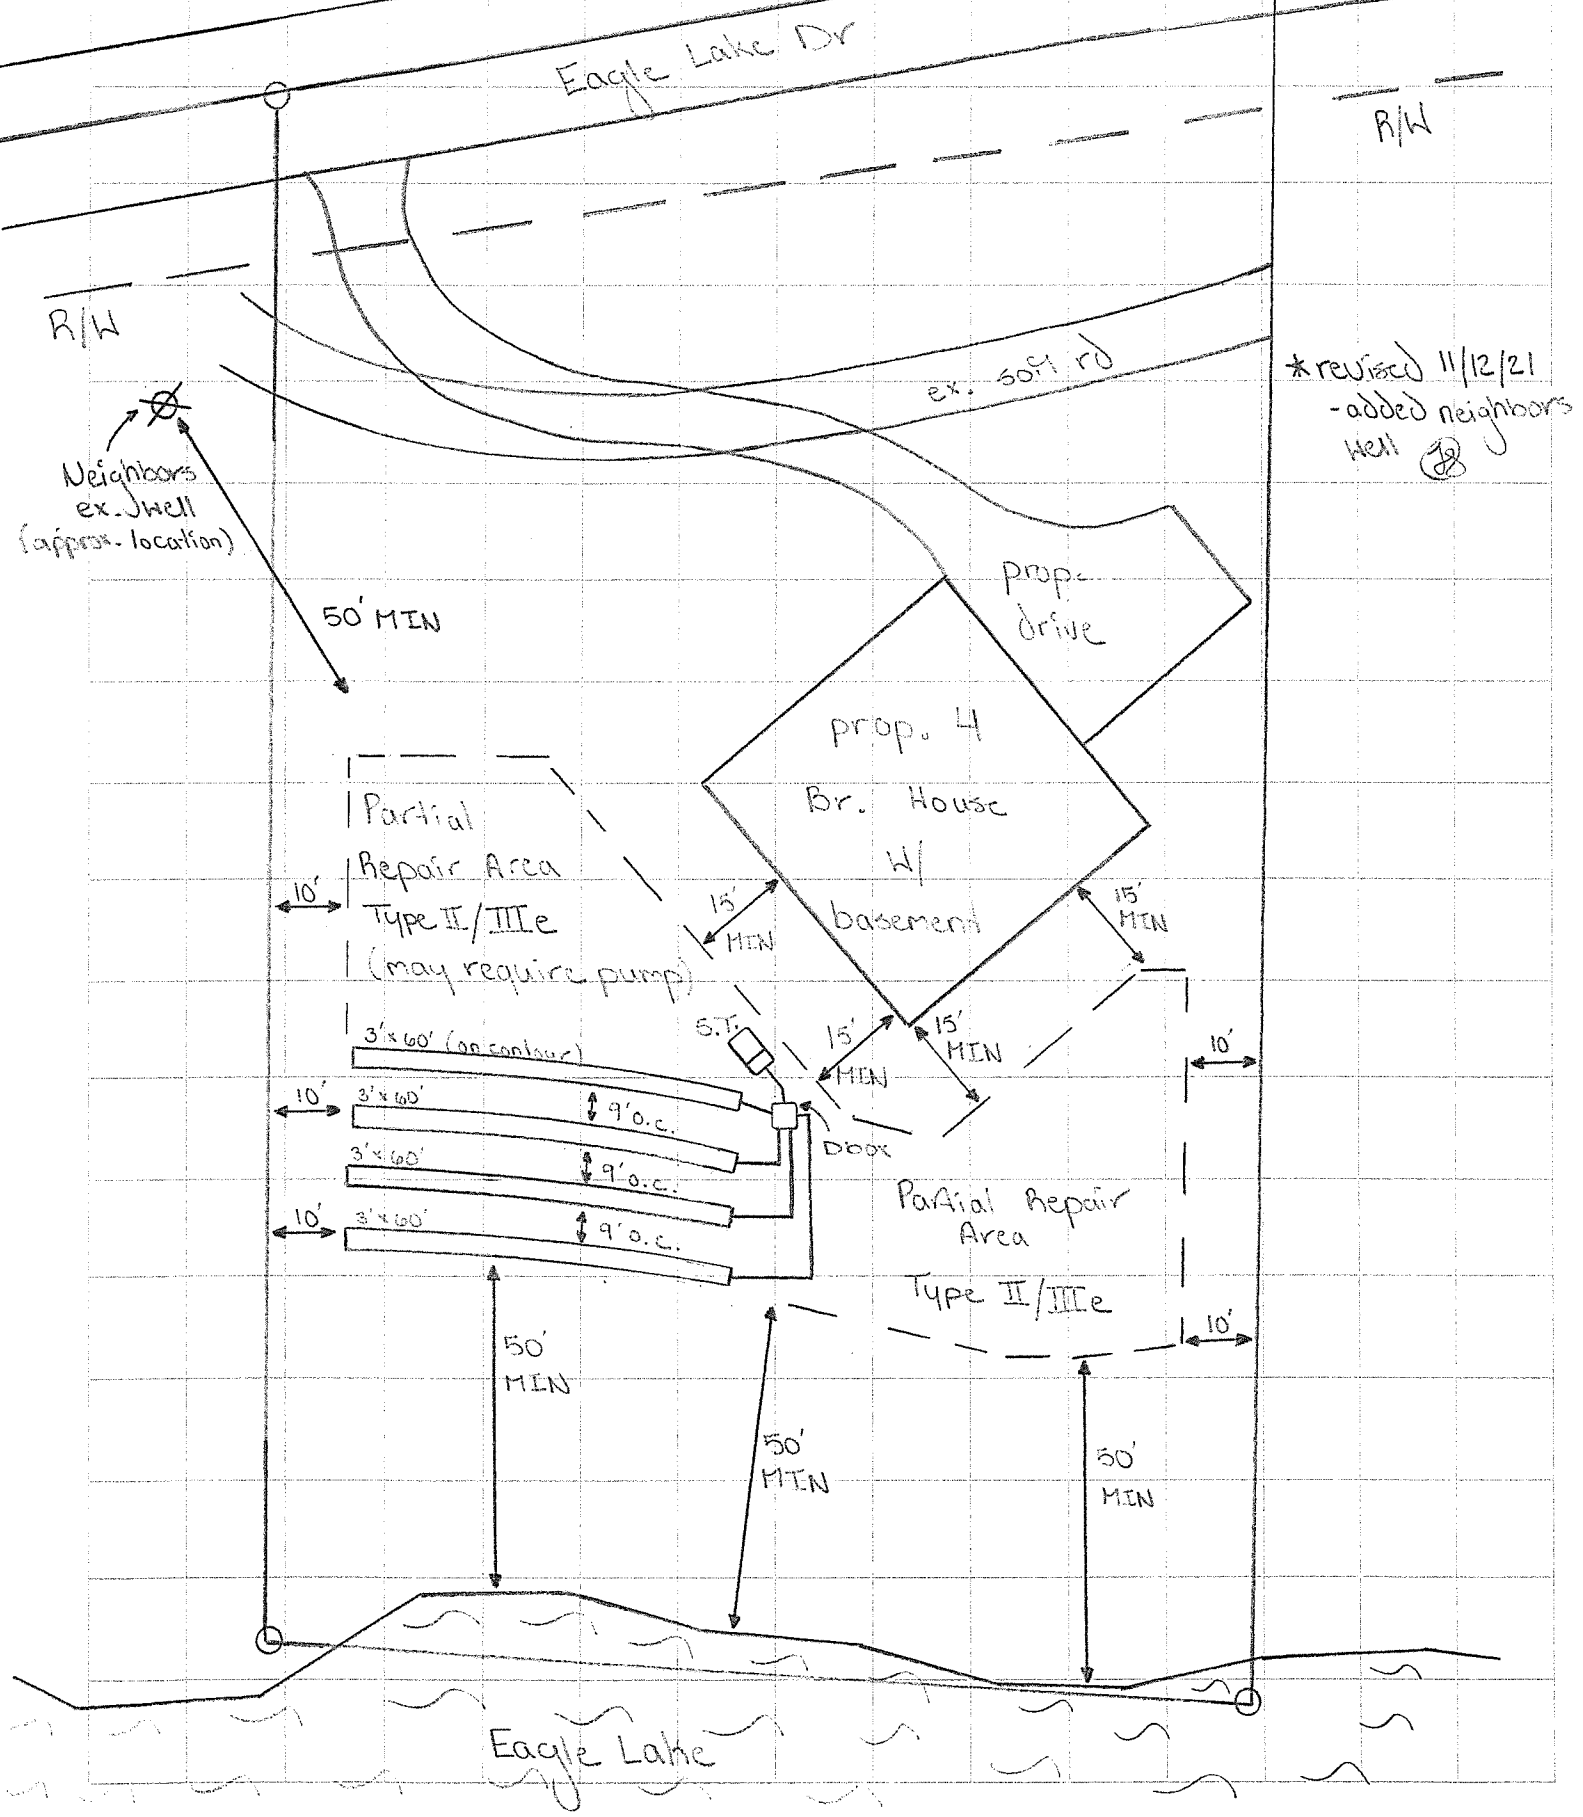 Eagle Lake Dr
R/W
R/W
ex. soil rd
*revised 11/12/21
-added neighbors
well
Neighbors
ex. well
(approx. location)
50' MIN
prop.
drive
prop. 4
Br. House
W/
basement
Partial
Repair Area
Type II/IIIe
(may require pump)
10'
15'
MIN
15'
MIN
S.T.
15'
MIN
15'
MIN
10'
3'x60' (on contour)
10'
3'x60'
9' o.c.
Dbox
3'x60'
9' o.c.
10'
3'x60'
9' o.c.
Partial Repair
Area
Type II/IIIe
10'
50'
MIN
50'
MIN
50'
MIN
Eagle Lake